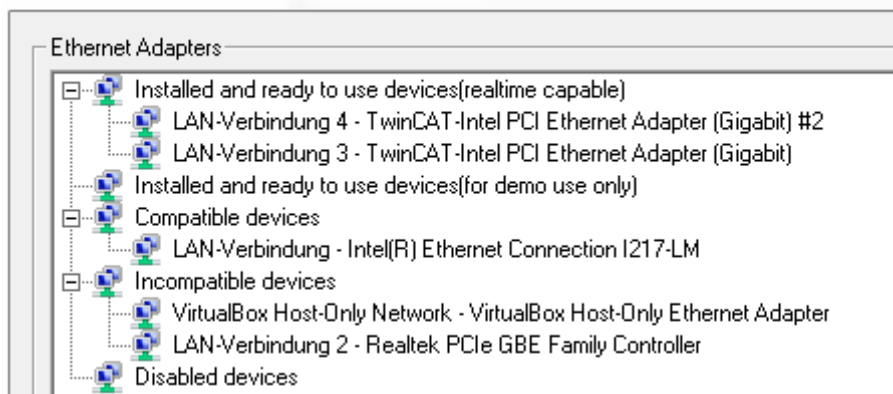 Ethernet Adapters
Installed and ready to use devices(realtime capable)
LAN-Verbindung 4 - TwinCAT-Intel PCI Ethernet Adapter (Gigabit) #2
LAN-Verbindung 3 - TwinCAT-Intel PCI Ethernet Adapter (Gigabit)
Installed and ready to use devices(for demo use only)
Compatible devices
LAN-Verbindung - Intel(R) Ethernet Connection I217-LM
Incompatible devices
VirtualBox Host-Only Network - VirtualBox Host-Only Ethernet Adapter
LAN-Verbindung 2 - Realtek PCIe GBE Family Controller
Disabled devices